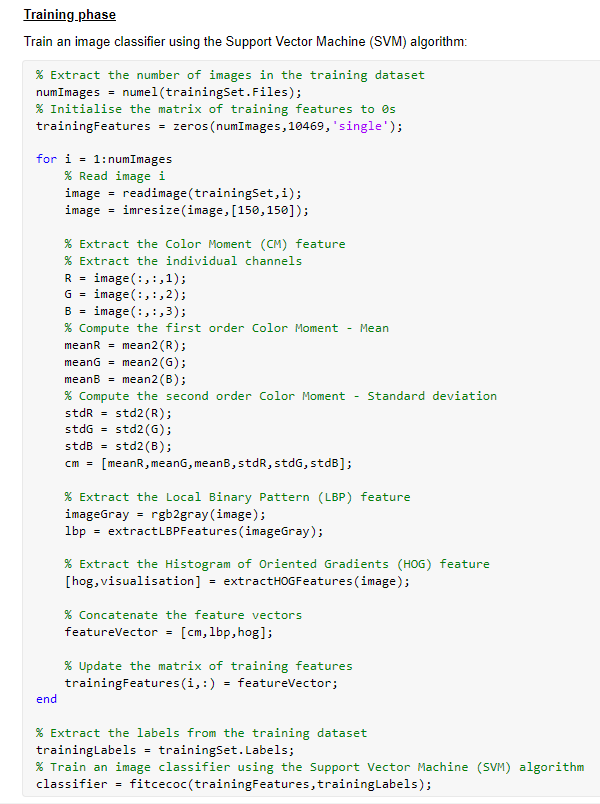 Training phase
Train an image classifier using the Support Vector Machine (SVM) algorithm:
% Extract the number of images in the training dataset
numImages = numel(trainingSet.Files);
% Initialise the matrix of training features to 0s
trainingFeatures = zeros(numImages,10469,'single');
for i = 1:numImages
% Read image i
image = readimage(trainingSet,i);
image = imresize(image,[150,150]);
% Extract the Color Moment (CM) feature
% Extract the individual channels
R = image(:,:,1);
G = image(:,:,2);
B = image(:,:,3);
% Compute the first order Color Moment - Mean
meanR = mean2(R);
meanG = mean2(G);
meanB = mean2(B);
% Compute the second order Color Moment - Standard deviation
stdR = std2(R);
stdG = std2(G);
stdB = std2(B);
cm = [meanR,meanG,meanB,stdR,stdG,stdB];
% Extract the Local Binary Pattern (LBP) feature
imageGray = rgb2gray(image);
lbp = extractLBPFeatures(imageGray);
% Extract the Histogram of Oriented Gradients (HOG) feature
[hog,visualisation] = extractHOGFeatures(image);
% Concatenate the feature vectors
featureVector = [cm,lbp,hog];
% Update the matrix of training features
trainingFeatures(i,:) = featureVector;
end
% Extract the labels from the training dataset
trainingLabels = trainingSet.Labels;
% Train an image classifier using the Support Vector Machine (SVM) algorithm
classifier = fitcecoc(trainingFeatures,trainingLabels);